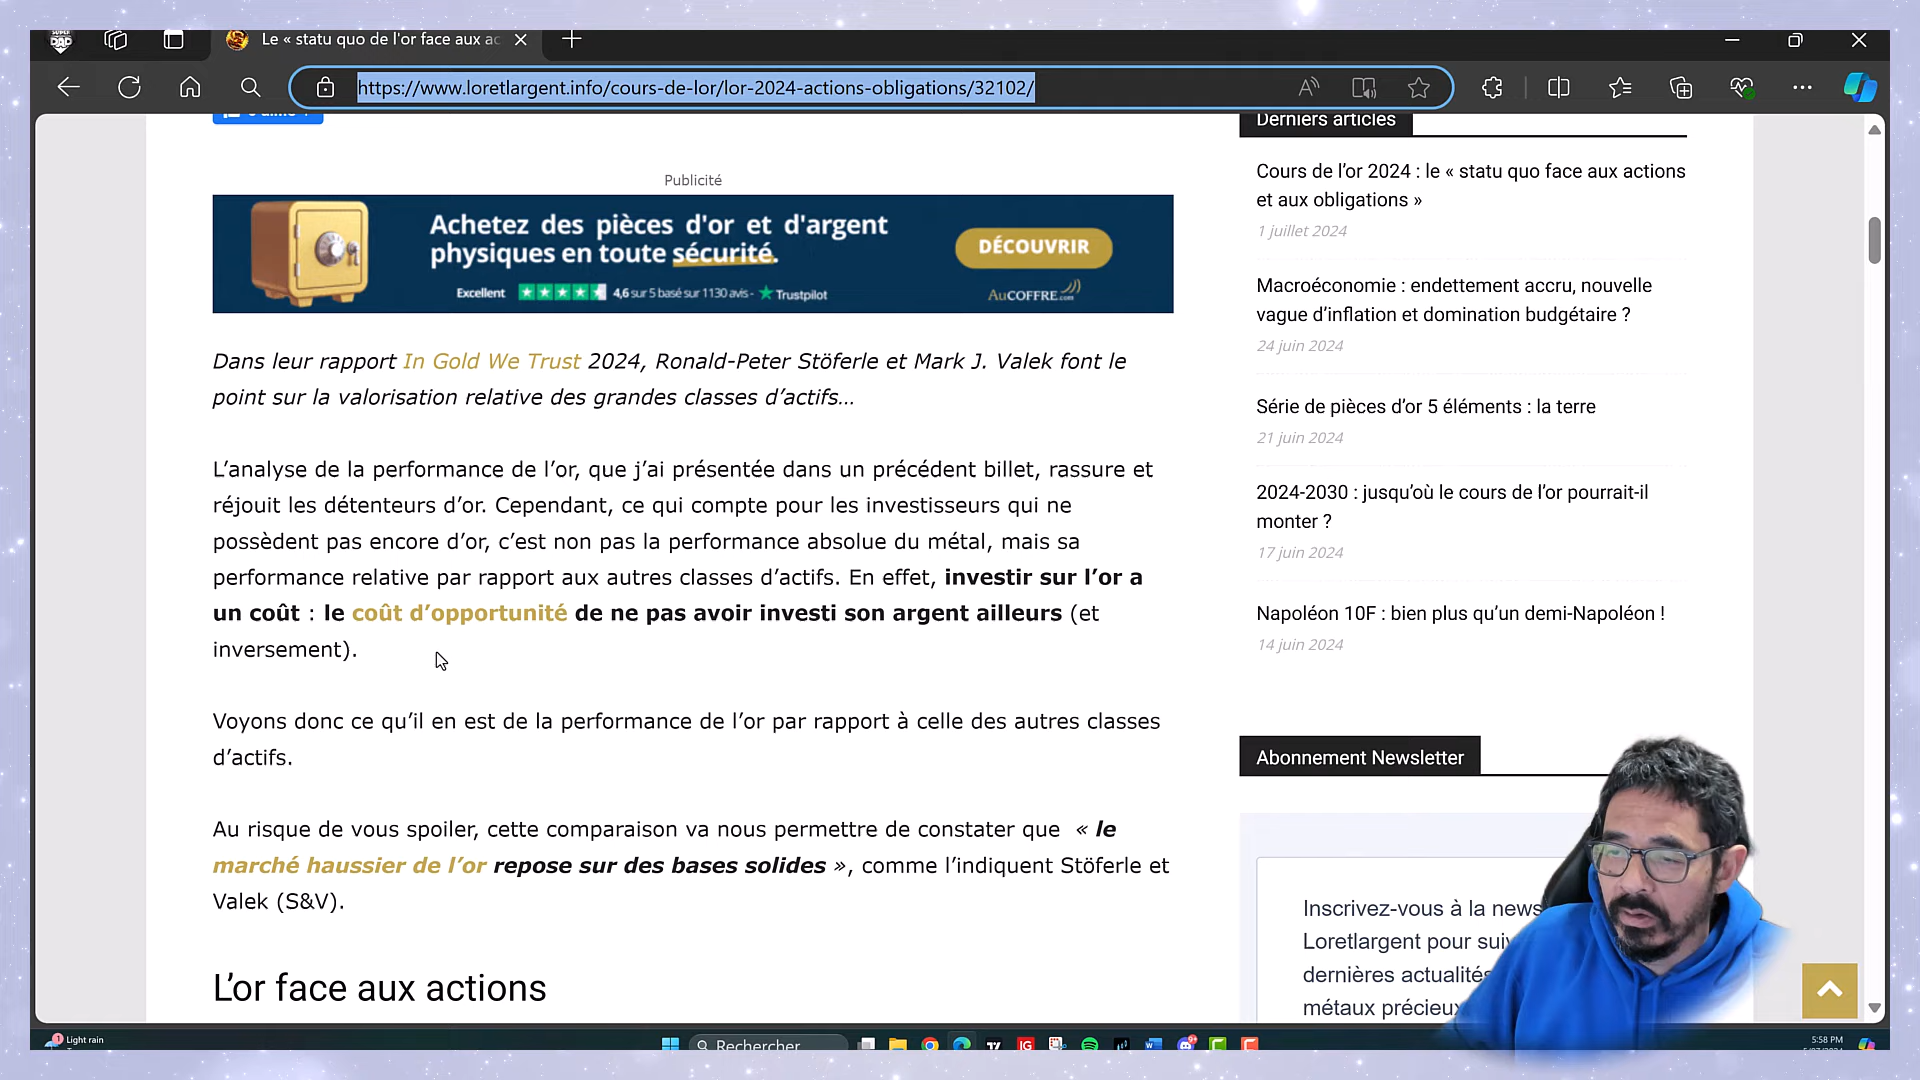 SUPER
DAD
Le « statu quo de l'or face aux ac
https://www.loretlargent.info/cours-de-lor/lor-2024-actions-obligations/32102/
Publicité
Achetez des pièces d'or et d'argent
physiques en toute sécurité.
Excellent 4,6 sur 5 basé sur 1130 avis - Trustpilot
DÉCOUVRIR
AuCOFFRE.com
Dans leur rapport In Gold We Trust 2024, Ronald-Peter Stöferle et Mark J. Valek font le
point sur la valorisation relative des grandes classes d’actifs…
L’analyse de la performance de l’or, que j’ai présentée dans un précédent billet, rassure et
réjouit les détenteurs d’or. Cependant, ce qui compte pour les investisseurs qui ne
possèdent pas encore d’or, c’est non pas la performance absolue du métal, mais sa
performance relative par rapport aux autres classes d’actifs. En effet, investir sur l’or a
un coût : le coût d’opportunité de ne pas avoir investi son argent ailleurs (et
inversement).
Voyons donc ce qu’il en est de la performance de l’or par rapport à celle des autres classes
d’actifs.
Au risque de vous spoiler, cette comparaison va nous permettre de constater que « le
marché haussier de l’or repose sur des bases solides », comme l’indiquent Stöferle et
Valek (S&V).
L’or face aux actions
Derniers articles
Cours de l’or 2024 : le « statu quo face aux actions
et aux obligations »
1 juillet 2024
Macroéconomie : endettement accru, nouvelle
vague d’inflation et domination budgétaire ?
24 juin 2024
Série de pièces d’or 5 éléments : la terre
21 juin 2024
2024-2030 : jusqu’où le cours de l’or pourrait-il
monter ?
17 juin 2024
Napoléon 10F : bien plus qu’un demi-Napoléon !
14 juin 2024
Abonnement Newsletter
Inscrivez-vous à la news
Loretlargent pour suiv
dernières actualités
métaux précieux
1
Light rain
Rechercher
IG
5:58 PM